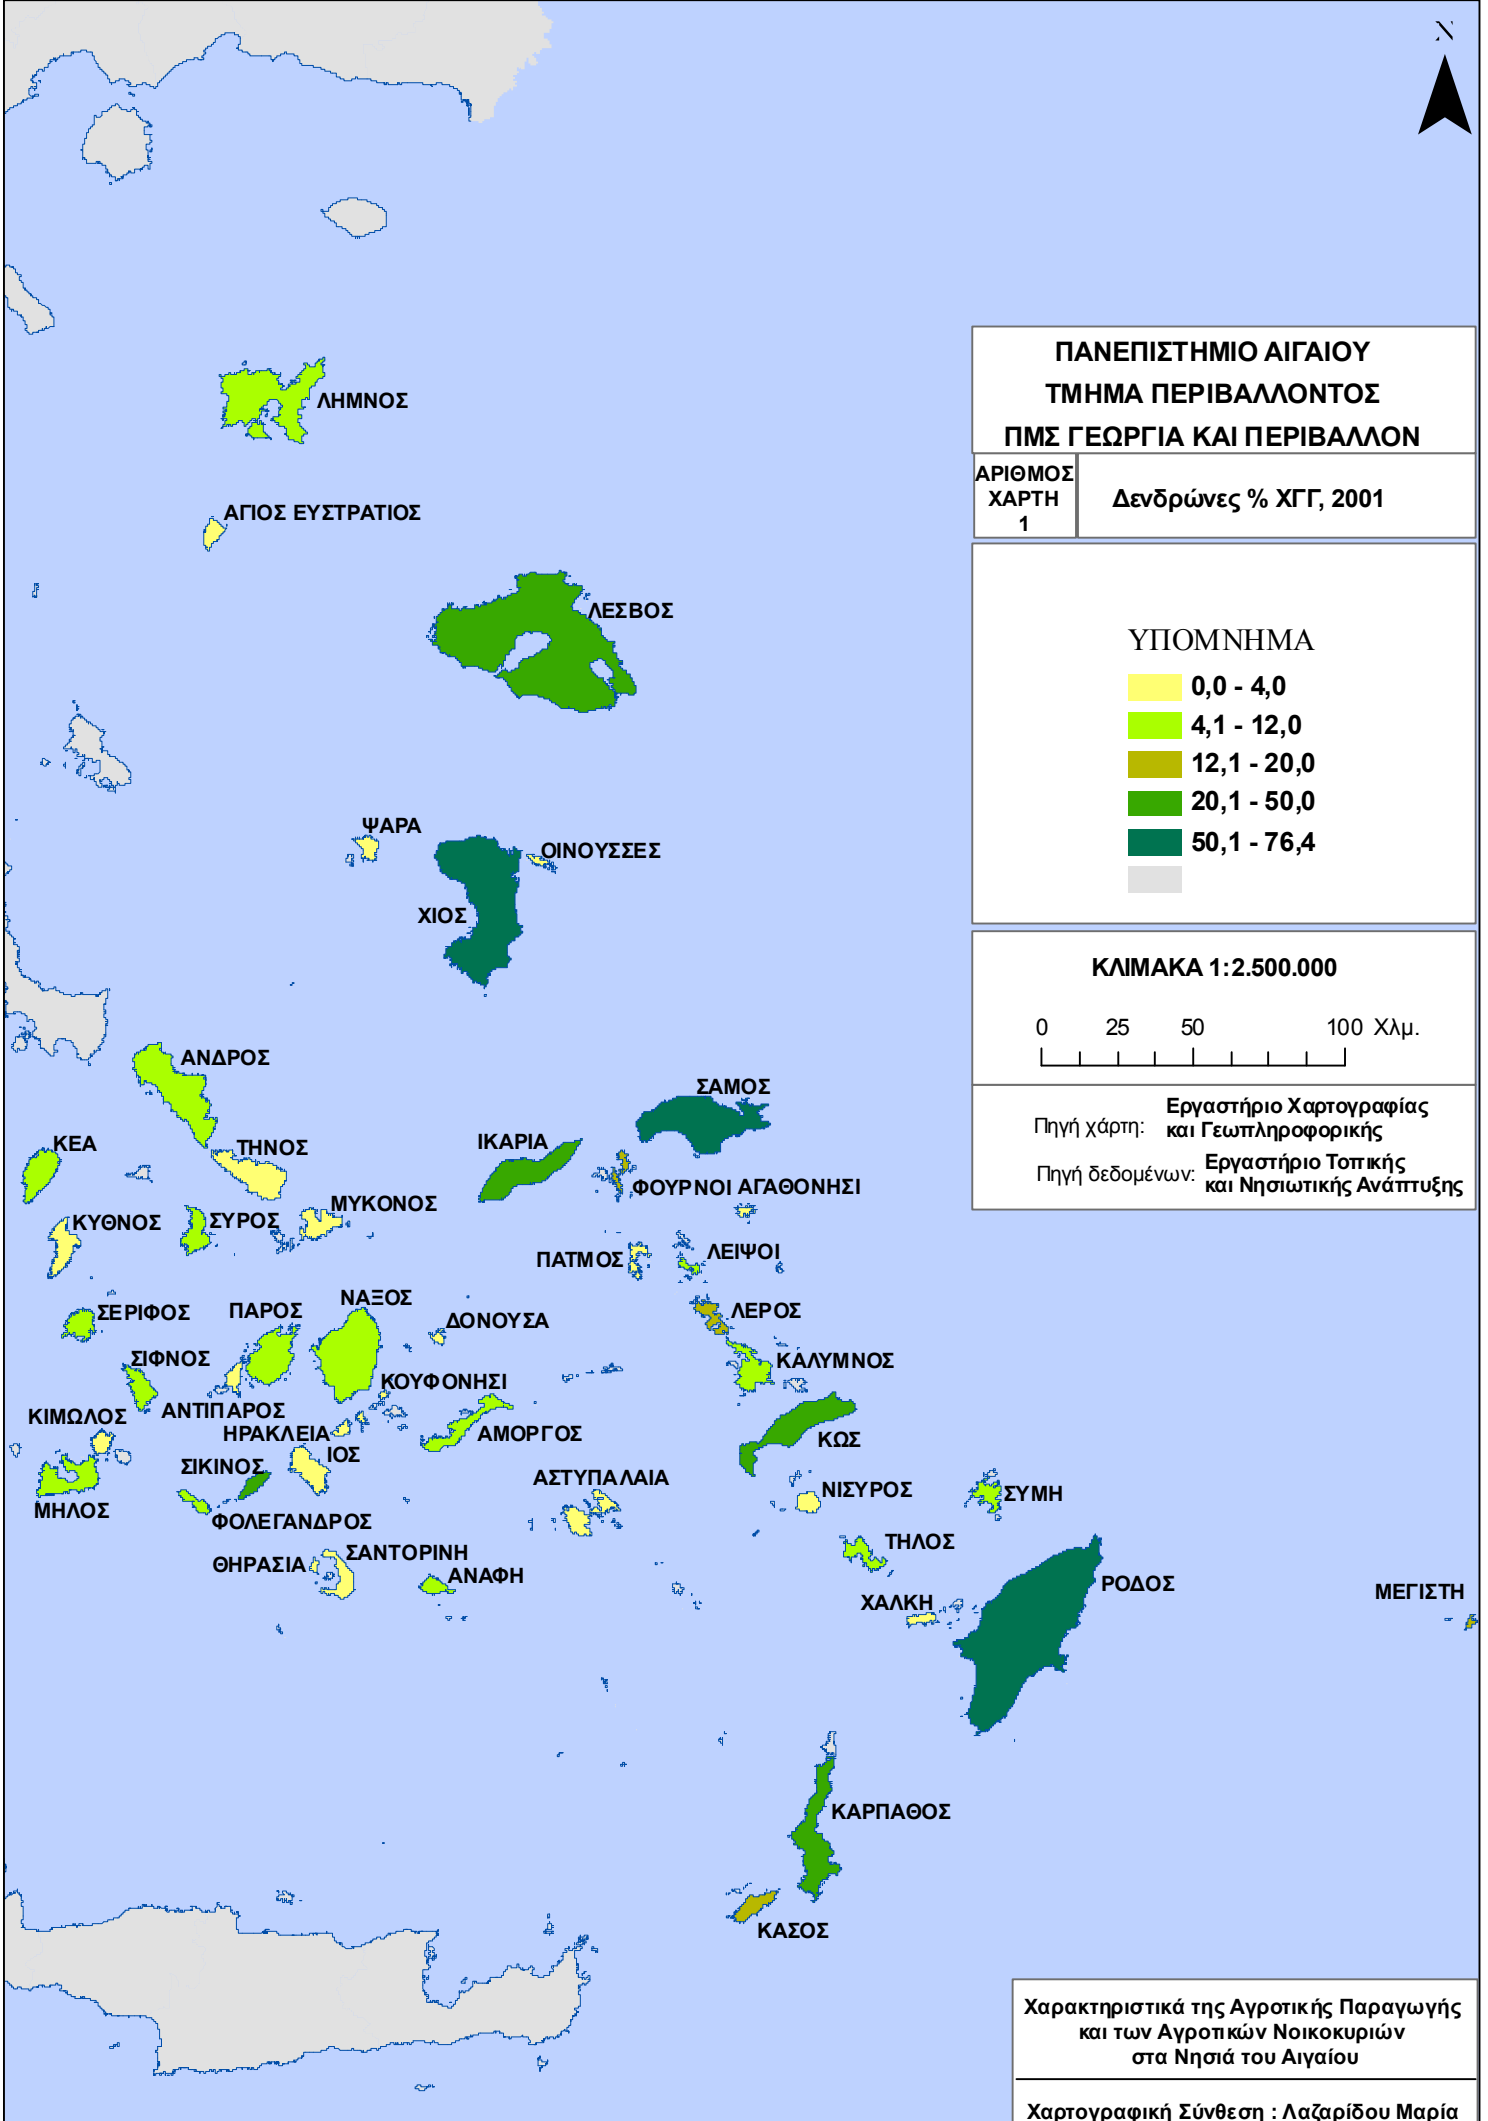 N
ΠΑΝΕΠΙΣΤΗΜΙΟ ΑΙΓΑΙΟΥ
ΤΜΗΜΑ ΠΕΡΙΒΑΛΛΟΝΤΟΣ
ΠΜΣ ΓΕΩΡΓΙΑ ΚΑΙ ΠΕΡΙΒΑΛΛΟΝ
ΑΡΙΘΜΟΣ
ΧΑΡΤΗ
1
Δενδρώνες % ΧΓΓ, 2001
ΥΠΟΜΝΗΜΑ
0,0 - 4,0
4,1 - 12,0
12,1 - 20,0
20,1 - 50,0
50,1 - 76,4
ΚΛΙΜΑΚΑ 1:2.500.000
0 25 50 100 Χλμ.
Πηγή χάρτη: Εργαστήριο Χαρτογραφίας
και Γεωπληροφορικής
Πηγή δεδομένων: Εργαστήριο Τοπικής
και Νησιωτικής Ανάπτυξης
ΛΗΜΝΟΣ
ΑΓΙΟΣ ΕΥΣΤΡΑΤΙΟΣ
ΛΕΣΒΟΣ
ΨΑΡΑ
ΟΙΝΟΥΣΣΕΣ
ΧΙΟΣ
ΑΝΔΡΟΣ
ΣΑΜΟΣ
ΚΕΑ
ΤΗΝΟΣ
ΙΚΑΡΙΑ
ΦΟΥΡΝΟΙ
ΑΓΑΘΟΝΗΣΙ
ΜΥΚΟΝΟΣ
ΚΥΘΝΟΣ
ΣΥΡΟΣ
ΠΑΤΜΟΣ
ΛΕΙΨΟΙ
ΣΕΡΙΦΟΣ
ΠΑΡΟΣ
ΝΑΞΟΣ
ΔΟΝΟΥΣΑ
ΛΕΡΟΣ
ΣΙΦΝΟΣ
ΚΑΛΥΜΝΟΣ
ΚΟΥΦΟΝΗΣΙ
ΚΙΜΩΛΟΣ
ΑΝΤΙΠΑΡΟΣ
ΗΡΑΚΛΕΙΑ
ΑΜΟΡΓΟΣ
ΚΩΣ
ΙΟΣ
ΣΙΚΙΝΟΣ
ΑΣΤΥΠΑΛΑΙΑ
ΝΙΣΥΡΟΣ
ΣΥΜΗ
ΜΗΛΟΣ
ΦΟΛΕΓΑΝΔΡΟΣ
ΤΗΛΟΣ
ΣΑΝΤΟΡΙΝΗ
ΘΗΡΑΣΙΑ
ΑΝΑΦΗ
ΡΟΔΟΣ
ΜΕΓΙΣΤΗ
ΧΑΛΚΗ
ΚΑΡΠΑΘΟΣ
ΚΑΣΟΣ
Χαρακτηριστικά της Αγροτικής Παραγωγής
και των Αγροτικών Νοικοκυριών
στα Νησιά του Αιγαίου
Χαρτογραφική Σύνθεση : Λαζαρίδου Μαρία